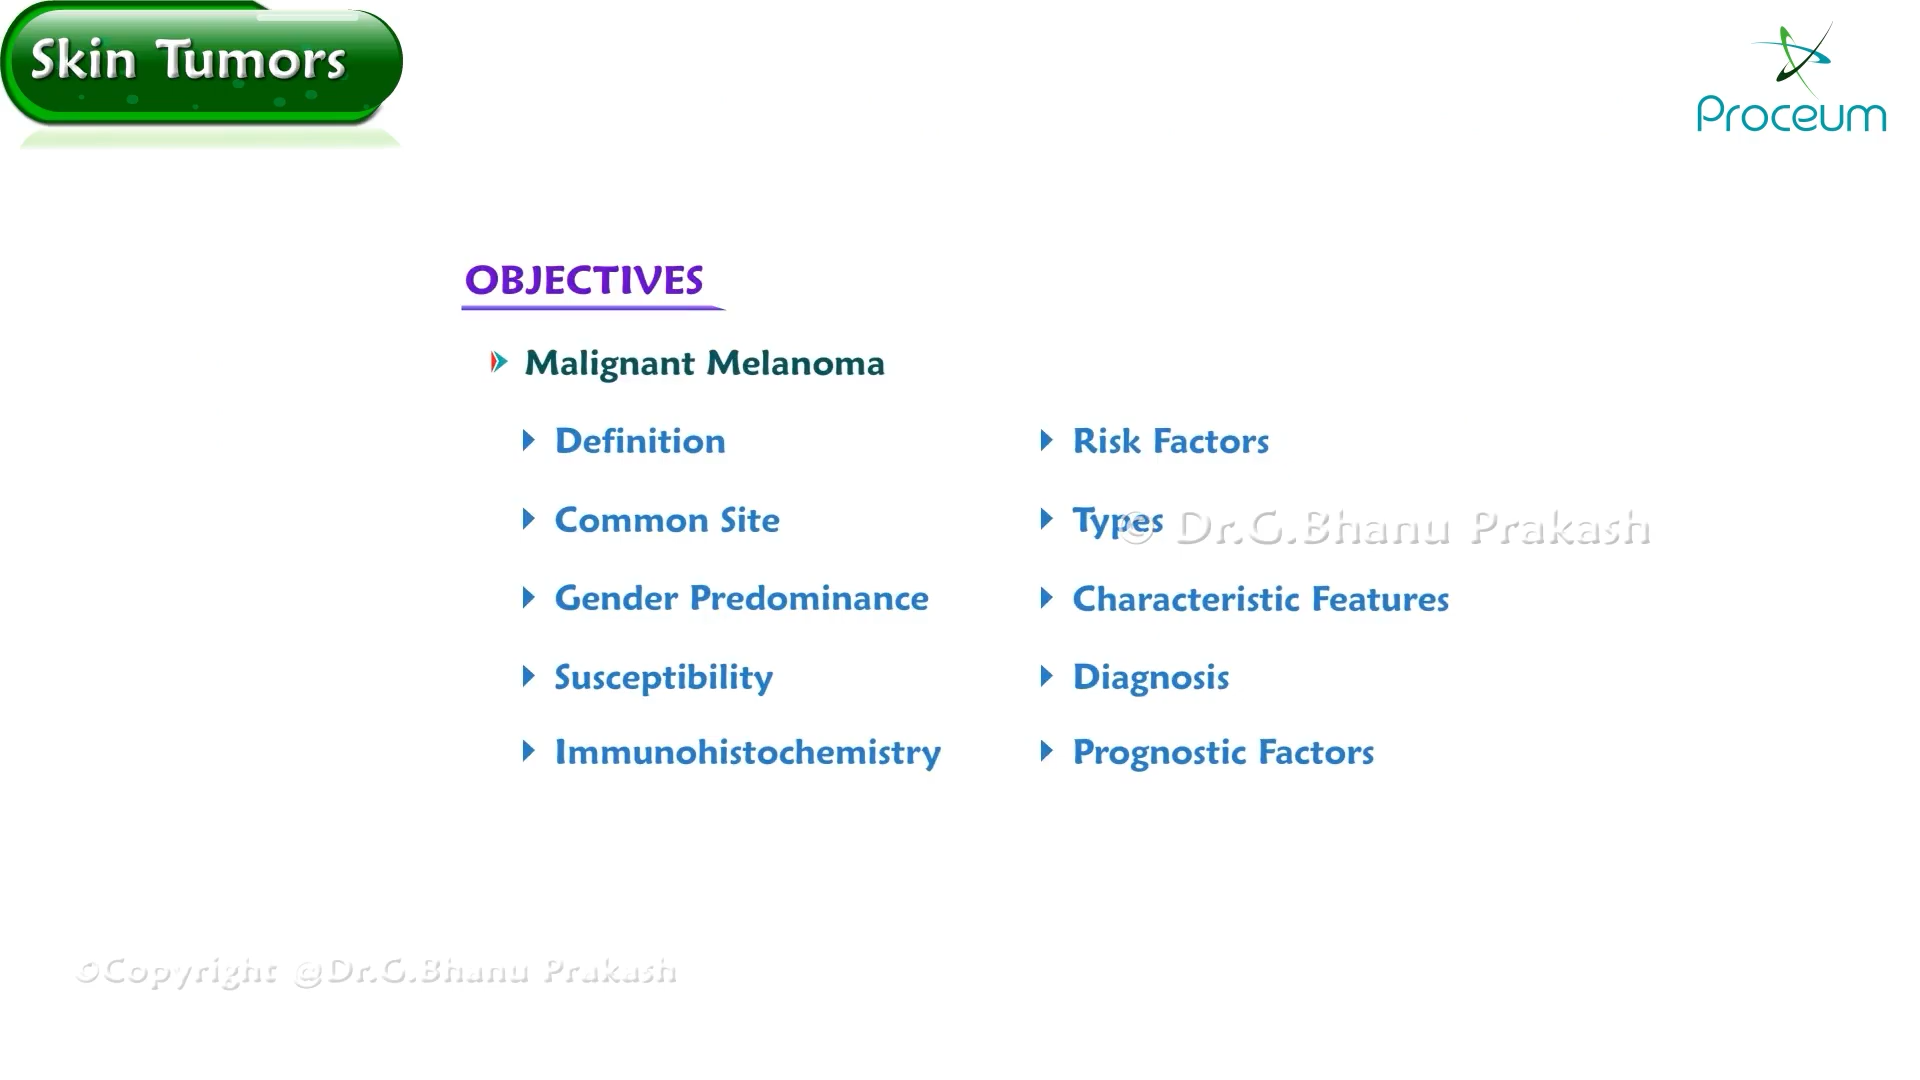 Skin Tumors
Proceum
OBJECTIVES
Malignant Melanoma
Definition
Common Site
Gender Predominance
Susceptibility
Immunohistochemistry
Risk Factors
Types
Characteristic Features
Diagnosis
Prognostic Factors
© Dr.G.Bhanu Prakash
©Copyright @Dr.G.Bhanu Prakash